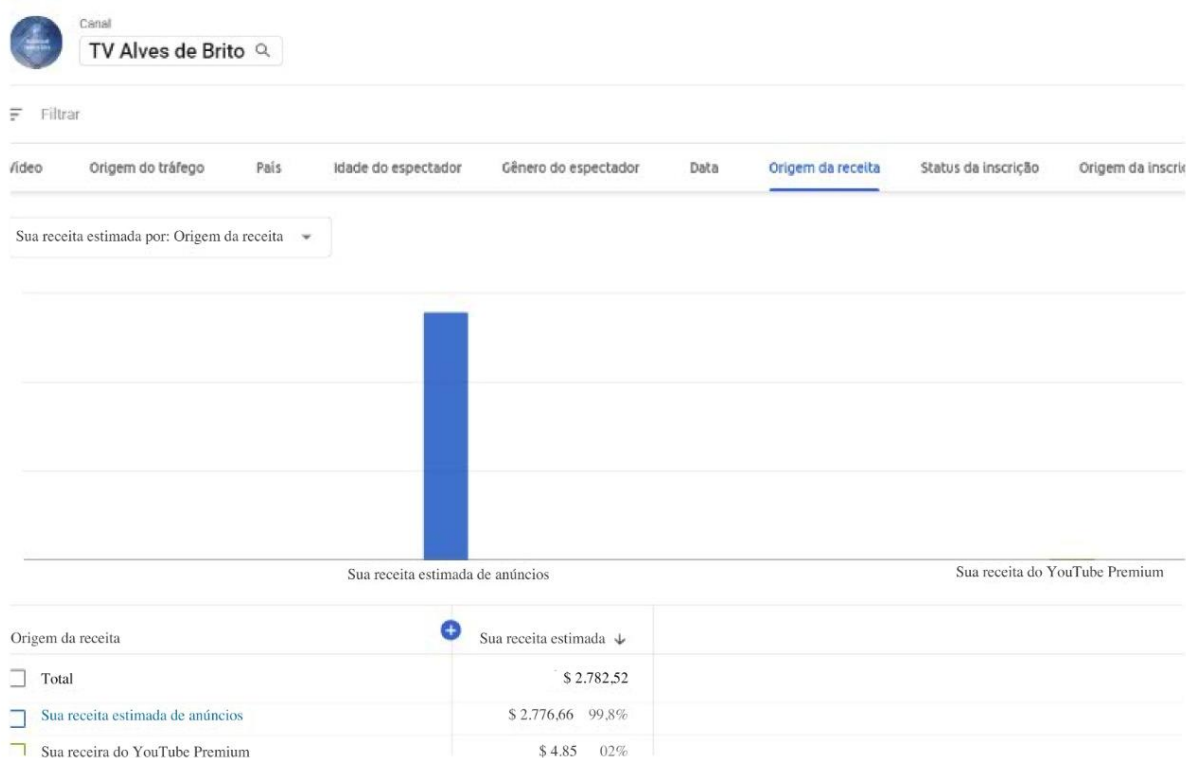 Canal
TV Alves de Brito
Filtrar
Vídeo Origem do tráfego País Idade do espectador Gênero do espectador Data Origem da receita Status da inscrição Origem da inscriç
Sua receita estimada por: Origem da receita
Sua receita estimada de anúncios
Sua receita do YouTube Premium
Origem da receita Sua receita estimada
Total $ 2.782,52
Sua receita estimada de anúncios $ 2.776,66 99,8%
Sua receira do YouTube Premium $ 4.85 02%